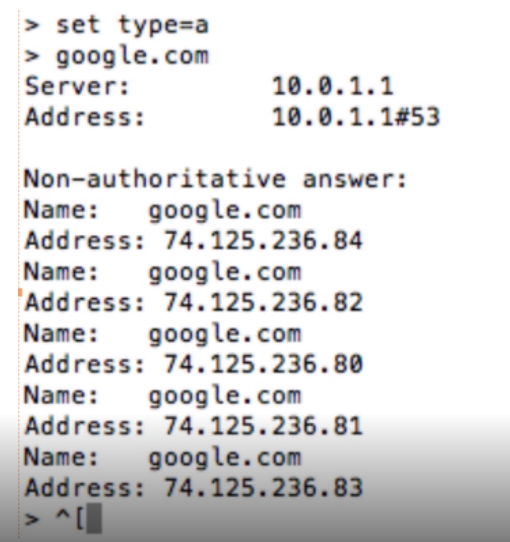 > set type=a
> google.com
Server: 10.0.1.1
Address: 10.0.1.1#53
Non-authoritative answer:
Name: google.com
Address: 74.125.236.84
Name: google.com
Address: 74.125.236.82
Name: google.com
Address: 74.125.236.80
Name: google.com
Address: 74.125.236.81
Name: google.com
Address: 74.125.236.83
> ^[